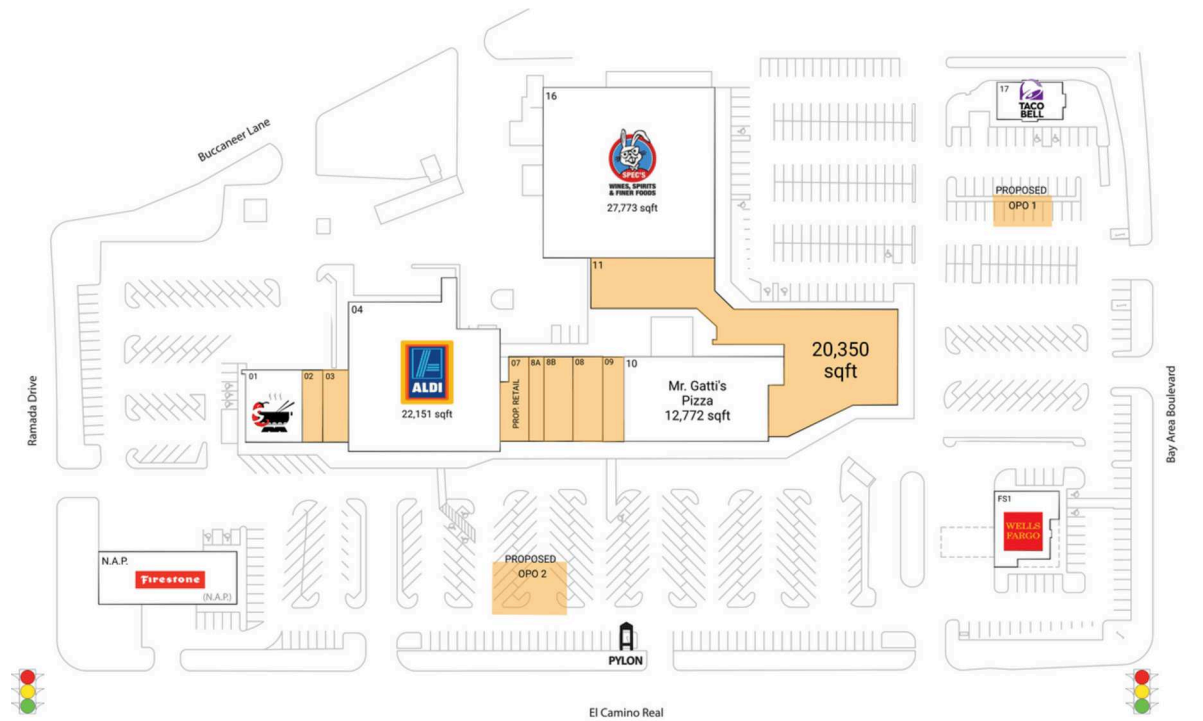 16
SPEC'S
WINES, SPIRITS
& FINER FOODS
27,773 sqft
17
TACO
BELL
Buccaneer Lane
PROPOSED
OPO 1
11
20,350
sqft
04
ALDI
22,151 sqft
01
02
03
07
PROP. RETAIL
8A
8B
08
09
10
Mr. Gatti's
Pizza
12,772 sqft
Ramada Drive
Bay Area Boulevard
FS1
WELLS
FARGO
N.A.P.
Firestone
(N.A.P.)
PROPOSED
OPO 2
PYLON
El Camino Real